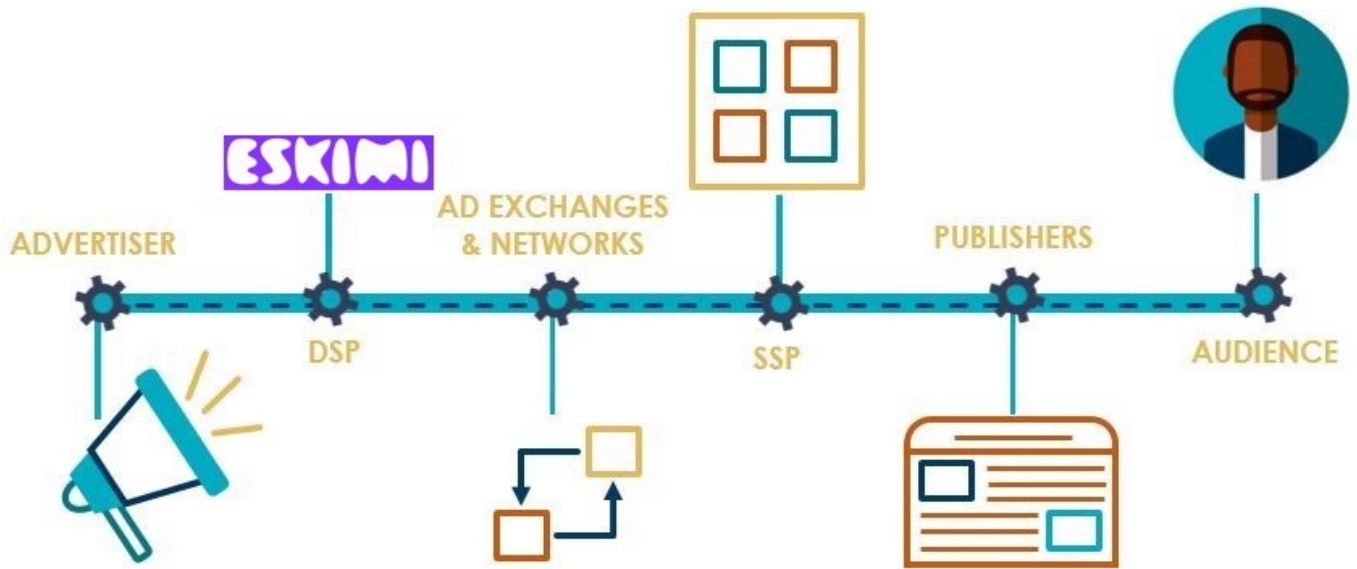 ADVERTISER
ESKIMI
DSP
AD EXCHANGES
& NETWORKS
SSP
PUBLISHERS
AUDIENCE